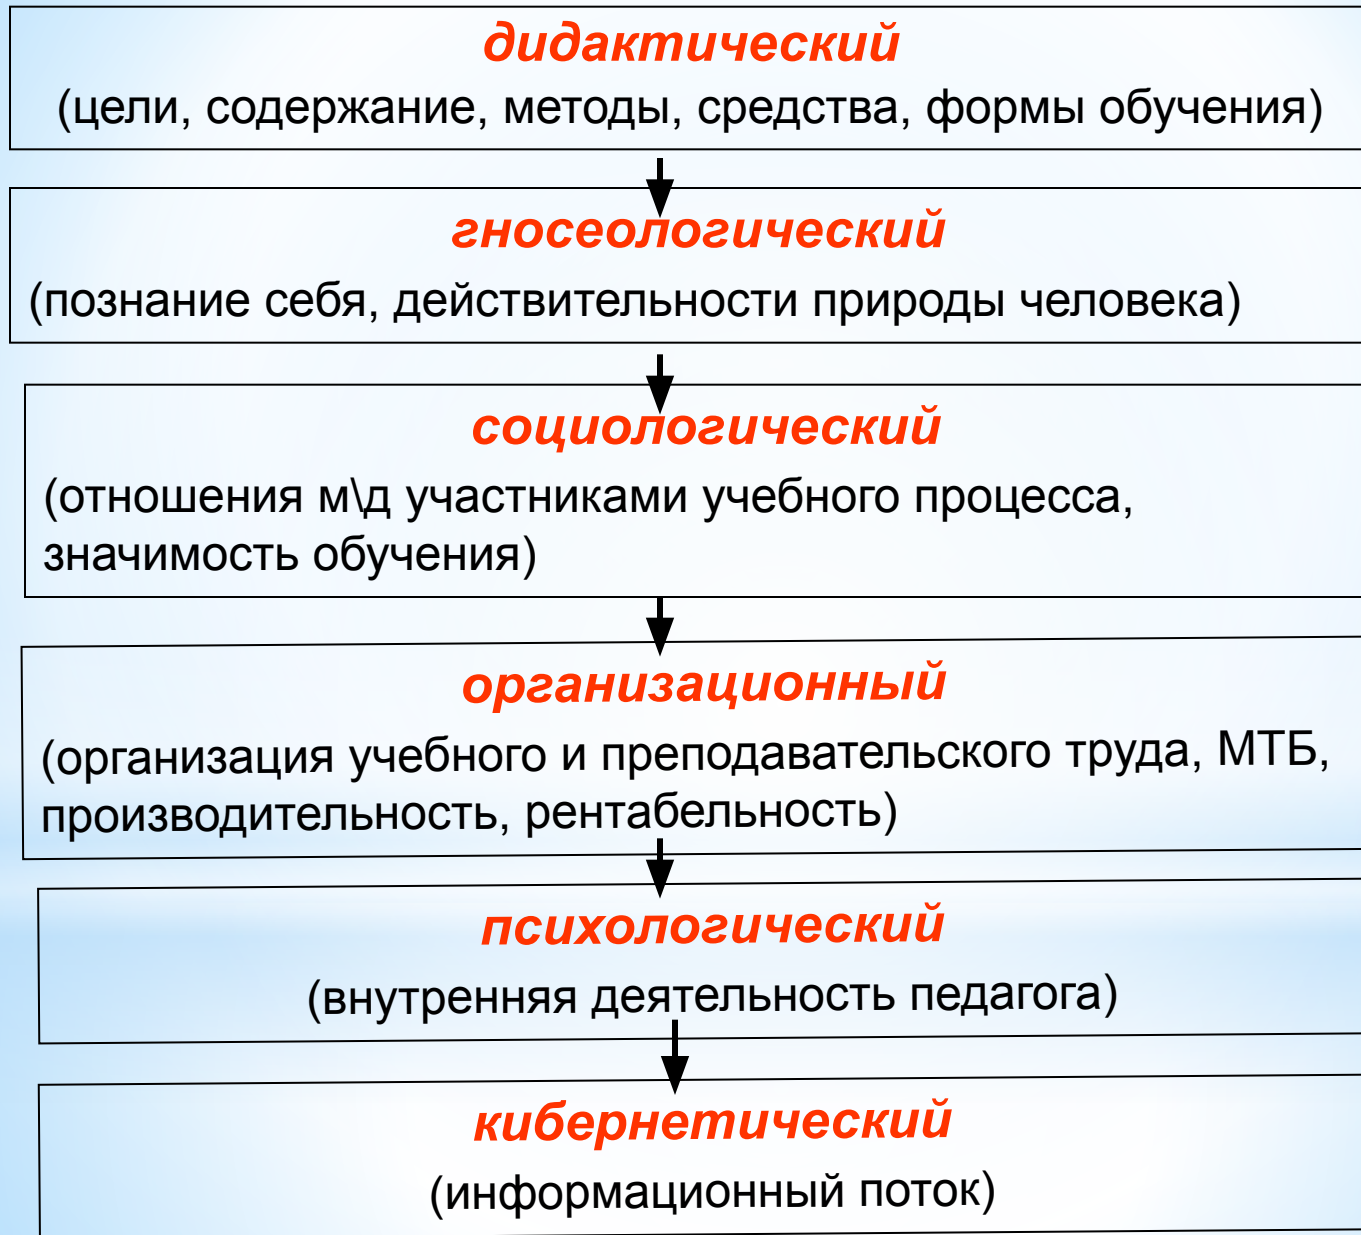 дидактический
(цели, содержание, методы, средства, формы обучения)
гносеологический
(познание себя, действительности природы человека)
социологический
(отношения м\д участниками учебного процесса,
значимость обучения)
организационный
(организация учебного и преподавательского труда, МТБ,
производительность, рентабельность)
психологический
(внутренняя деятельность педагога)
кибернетический
(информационный поток)